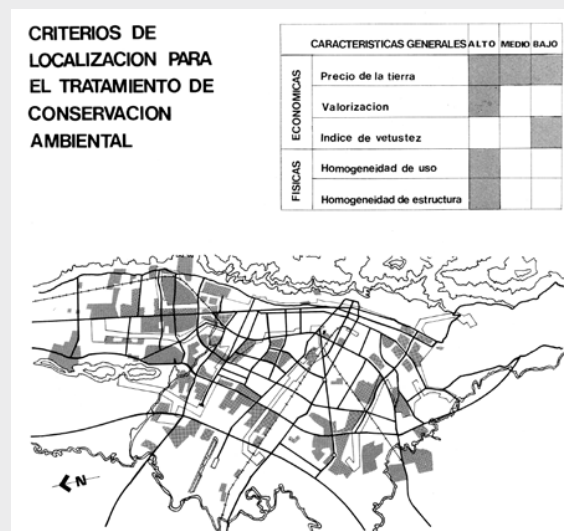 CRITERIOS DE
LOCALIZACION PARA
EL TRATAMIENTO DE
CONSERVACION
AMBIENTAL
CARACTERISTICAS GENERALES ALTO MEDIO BAJO
ECONOMICAS
Precio de la tierra
Valorizacion
Indice de vetustez
FISICAS
Homogeneidad de uso
Homogeneidad de estructura
N